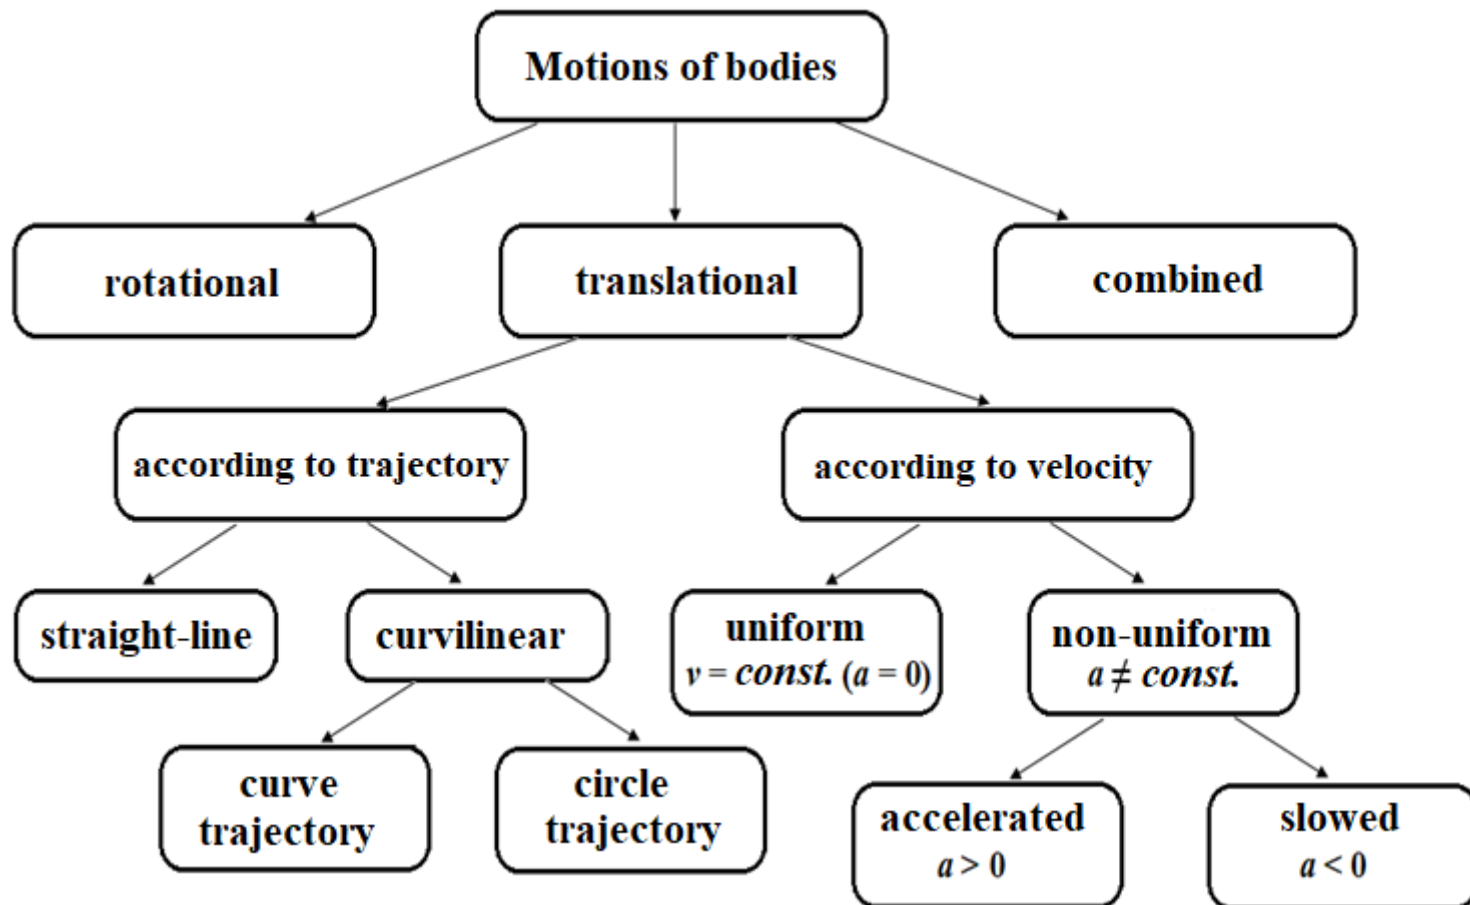 Motions of bodies
rotational
translational
combined
according to trajectory
according to velocity
straight-line
curvilinear
uniform
v = const. (a = 0)
non-uniform
a ≠ const.
curve
trajectory
circle
trajectory
accelerated
a > 0
slowed
a < 0